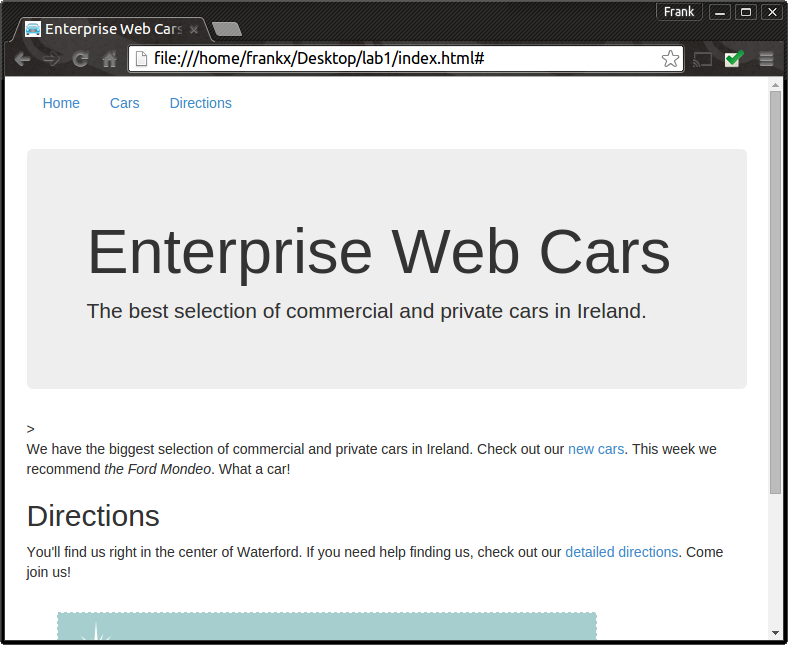 Frank
Enterprise Web Cars
file:///home/frankx/Desktop/lab1/index.html#
Home Cars Directions
Enterprise Web Cars
The best selection of commercial and private cars in Ireland.
>
We have the biggest selection of commercial and private cars in Ireland. Check out our new cars. This week we
recommend the Ford Mondeo. What a car!
Directions
You'll find us right in the center of Waterford. If you need help finding us, check out our detailed directions. Come
join us!